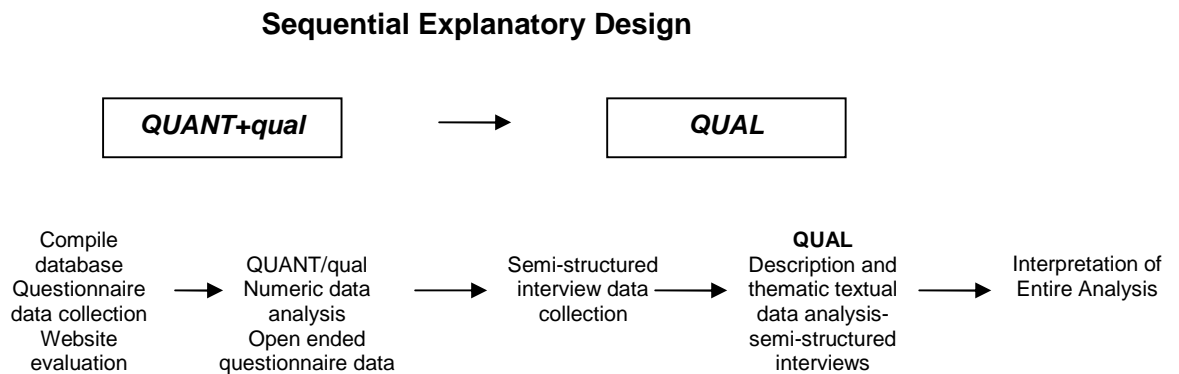 Sequential Explanatory Design
QUANT+qual
QUAL
Compile
database
Questionnaire
data collection
Website
evaluation
QUANT/qual
Numeric data
analysis
Open ended
questionnaire data
Semi-structured
interview data
collection
QUAL
Description and
thematic textual
data analysis-
semi-structured
interviews
Interpretation of
Entire Analysis